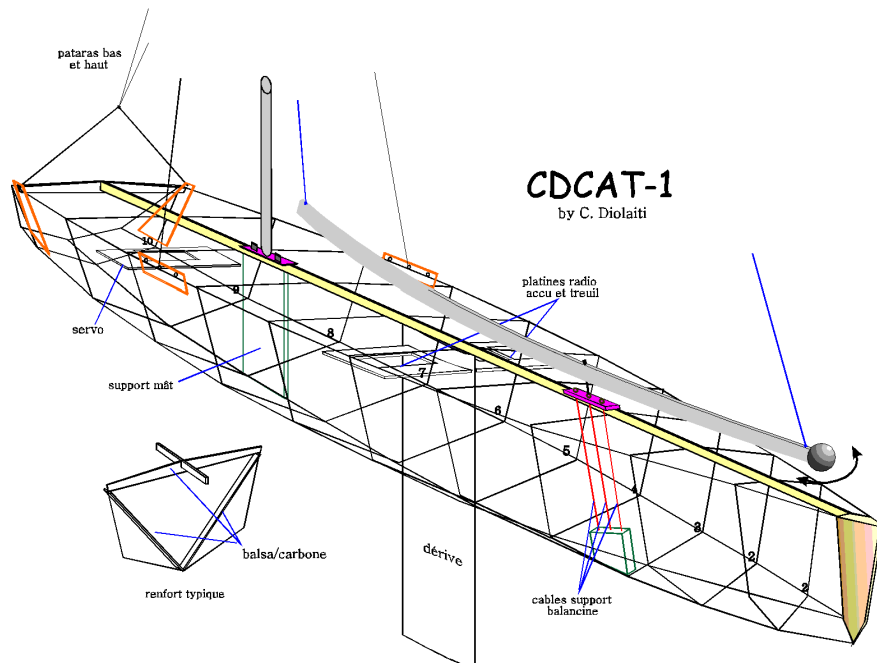 pataras bas
et haut
CDCAT-1
by C. Diolaiti
10
platines radio
accu et treuil
9
servo
8
7
support mât
6
5
4
3
2
2
balsa/carbone
dérive
renfort typique
cables support
balancine